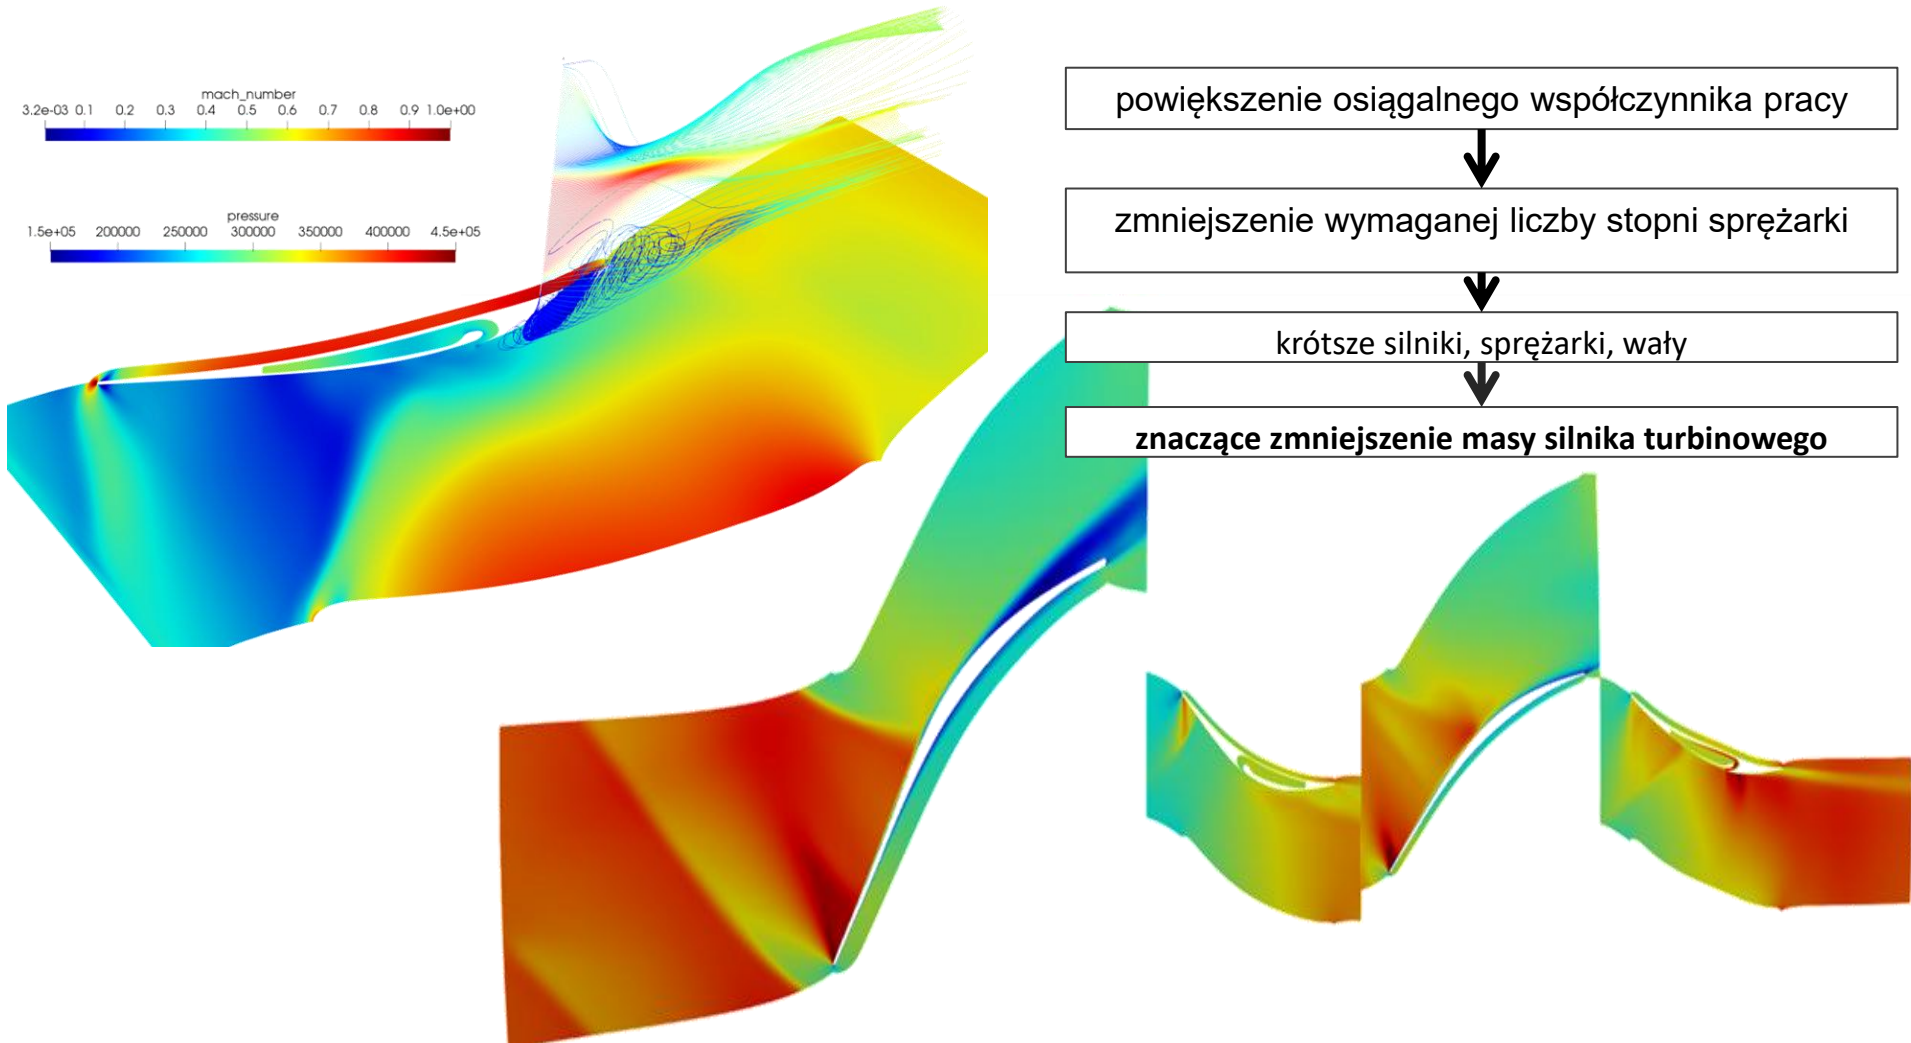 mach_number
3.2e-03 0.1 0.2 0.3 0.4 0.5 0.6 0.7 0.8 0.9 1.0e+00
pressure
1.5e+05 200000 250000 300000 350000 400000 4.5e+05
powiększenie osiągalnego współczynnika pracy
zmniejszenie wymaganej liczby stopni sprężarki
krótsze silniki, sprężarki, wały
znaczące zmniejszenie masy silnika turbinowego